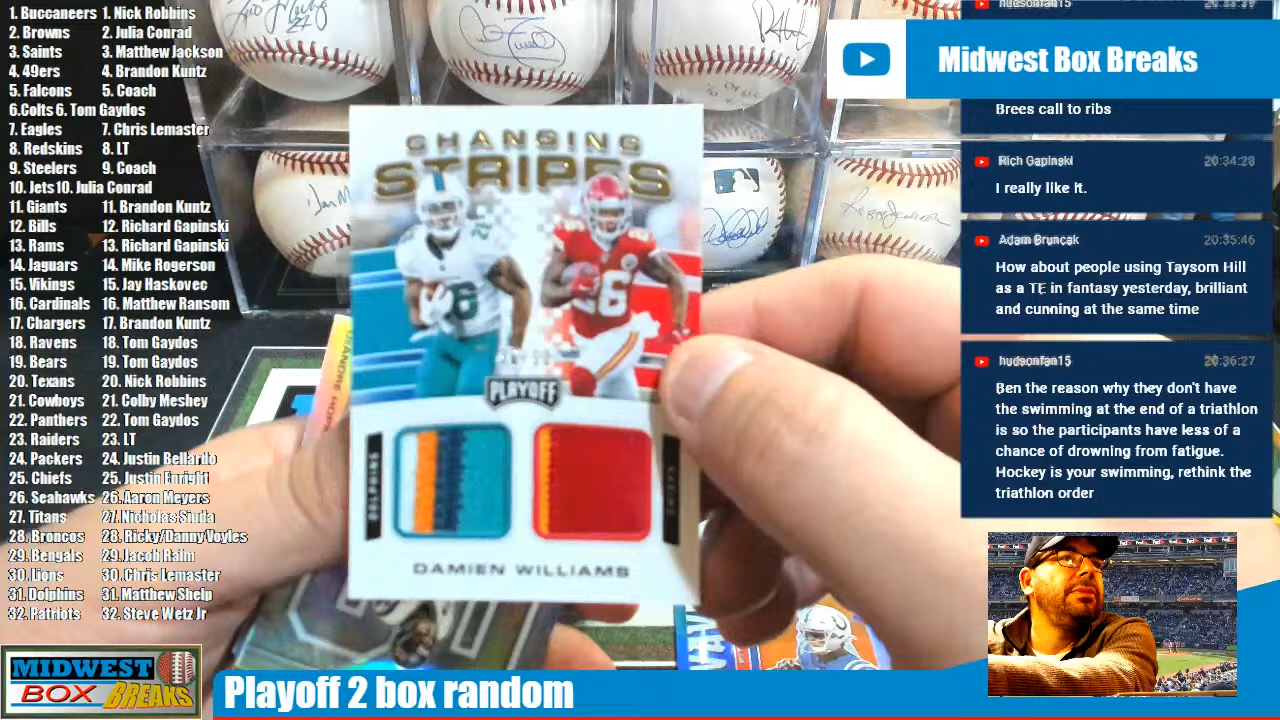 1. Buccaneers 1. Nick Robbins
2. Browns 2. Julia Conrad
3. Saints 3. Matthew Jackson
4. 49ers 4. Brandon Kuntz
5. Falcons 5. Coach
6.Colts 6. Tom Gaydos
7. Eagles 7. Chris Lemaster
8. Redskins 8. LT
9. Steelers 9. Coach
10. Jets 10. Julia Conrad
11. Giants 11. Brandon Kuntz
12. Bills 12. Richard Gapinski
13. Rams 13. Richard Gapinski
14. Jaguars 14. Mike Rogerson
15. Vikings 15. Jay Haskovec
16. Cardinals 16. Matthew Ransom
17. Chargers 17. Brandon Kuntz
18. Ravens 18. Tom Gaydos
19. Bears 19. Tom Gaydos
20. Texans 20. Nick Robbins
21. Cowboys 21. Colby Meshey
22. Panthers 22. Tom Gaydos
23. Raiders 23. LT
24. Packers 24. Justin Bellardo
25. Chiefs 25. Justin Enright
26. Seahawks 26. Aaron Meyers
27. Titans 27. Nicholas Siuda
28. Broncos 28. Ricky/Danny Voyles
29. Bengals 29. Jacob Raim
30. Lions 30. Chris Lemaster
31. Dolphins 31. Matthew Shelp
32. Patriots 32. Steve Wetz Jr
MIDWEST
BOX BREAKS
Playoff 2 box random
CHANGING
STRIPES
26
26
PLAYOFF
DOLPHINS
CHIEFS
DAMIEN WILLIAMS
hudsonfan15
Midwest Box Breaks
Brees call to ribs
Rich Gapinski 20:34:28
I really like it.
Adam Bruncak 20:35:46
How about people using Taysom Hill
as a TE in fantasy yesterday, brilliant
and cunning at the same time
hudsonfan15 20:36:27
Ben the reason why they don't have
the swimming at the end of a triathlon
is so the participants have less of a
chance of drowning from fatigue.
Hockey is your swimming, rethink the
triathlon order